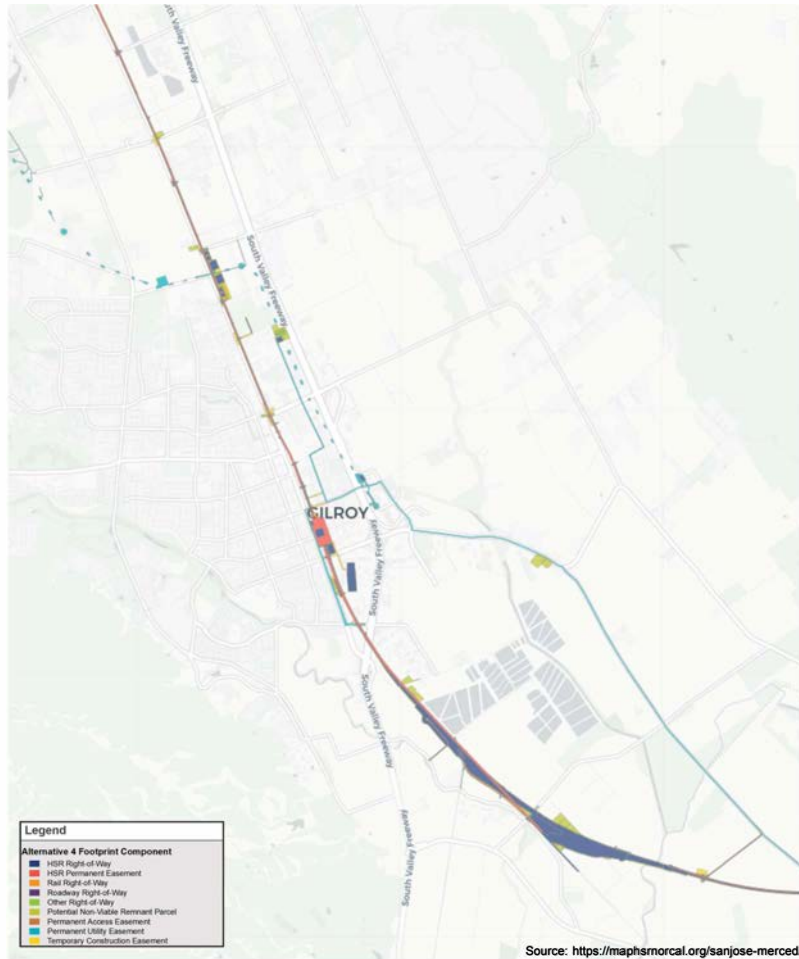 South Valley Freeway
South Valley Freeway
GILROY
South Valley Freeway
South Valley Freeway
South Valley Freeway
Legend
Alternative 4 Footprint Component
HSR Right-of-Way
HSR Permanent Easement
Rail Right-of-Way
Roadway Right-of-Way
Other Right-of-Way
Potential Non-Viable Remnant Parcel
Permanent Access Easement
Permanent Utility Easement
Temporary Construction Easement
Source: https://maphsrnorcal.org/sanjose-merced